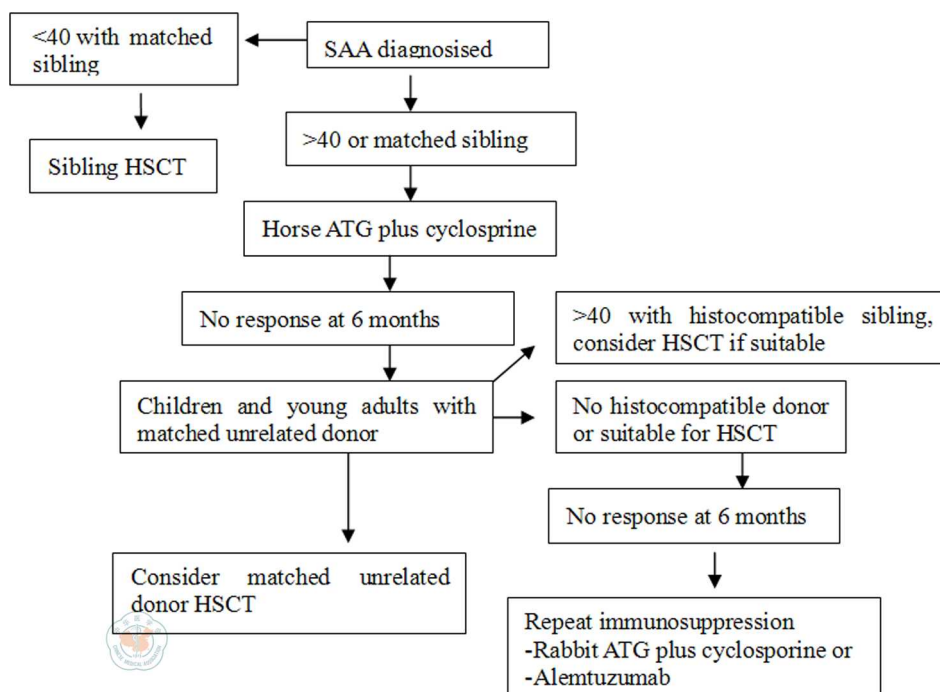 <40 with matched
sibling
SAA diagnosised
Sibling HSCT
>40 or matched sibling
Horse ATG plus cyclosprine
No response at 6 months
>40 with histocompatible sibling,
consider HSCT if suitable
Children and young adults with
matched unrelated donor
No histocompatible donor
or suitable for HSCT
No response at 6 months
Consider matched unrelated
donor HSCT
Repeat immunosuppression
-Rabbit ATG plus cyclosporine or
-Alemtuzumab